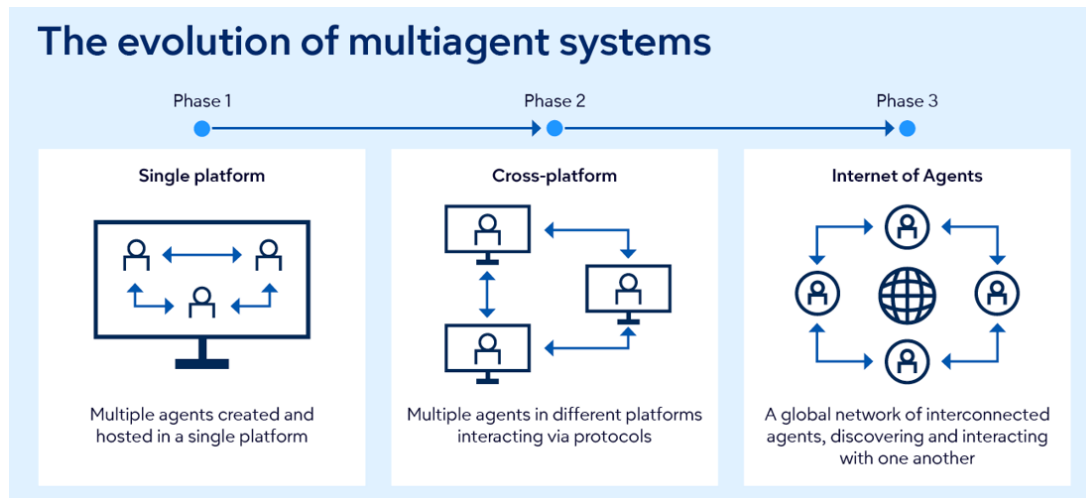 The evolution of multiagent systems
Phase 1
Phase 2
Phase 3
Single platform
Multiple agents created and
hosted in a single platform
Cross-platform
Multiple agents in different platforms
interacting via protocols
Internet of Agents
A global network of interconnected
agents, discovering and interacting
with one another